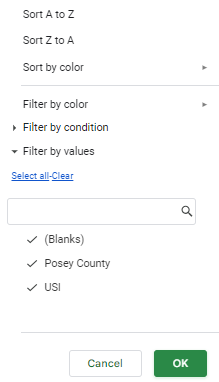 Sort A to Z
Sort Z to A
Sort by color
Filter by color
Filter by condition
Filter by values
Select all-Clear
(Blanks)
Posey County
USI
Cancel
OK